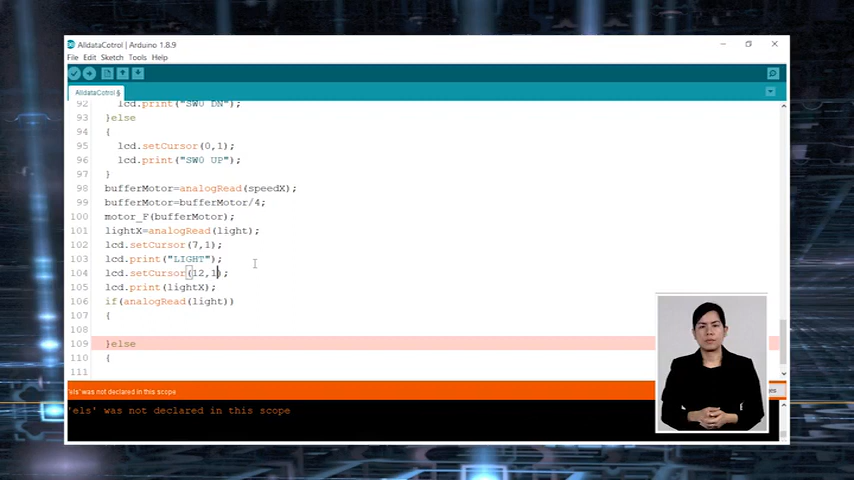 AlldataCotrol | Arduino 1.8.9
File Edit Sketch Tools Help
AlldataCotrol §
92 lcd.print("SW0 DN");
93 }else
94 {
95 lcd.setCursor(0,1);
96 lcd.print("SW0 UP");
97 }
98 bufferMotor=analogRead(speedX);
99 bufferMotor=bufferMotor/4;
100 motor_F(bufferMotor);
101 lightX=analogRead(light);
102 lcd.setCursor(7,1);
103 lcd.print("LIGHT");
104 lcd.setCursor(12,1);
105 lcd.print(lightX);
106 if(analogRead(light))
107 {
108
109 }else
110 {
111
'els' was not declared in this scope
'els' was not declared in this scope